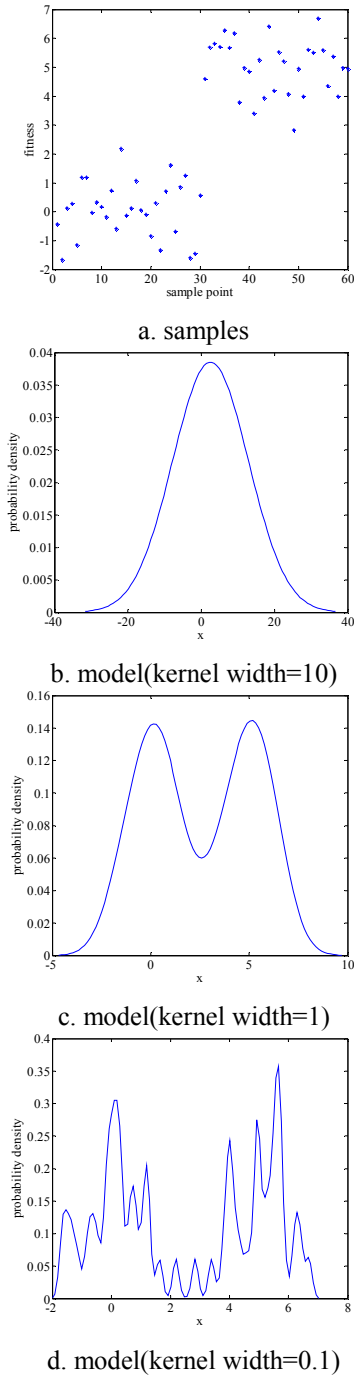 7
6
5
4
3
2
1
0
-1
-2
fitness
0 10 20 30 40 50 60
sample point
a. samples
0.04
0.035
0.03
0.025
0.02
0.015
0.01
0.005
0
probability density
-40 -20 0 20 40
x
b. model(kernel width=10)
0.16
0.14
0.12
0.1
0.08
0.06
0.04
0.02
0
probability density
-5 0 5 10
x
c. model(kernel width=1)
0.4
0.35
0.3
0.25
0.2
0.15
0.1
0.05
0
probability density
-2 0 2 4 6 8
x
d. model(kernel width=0.1)